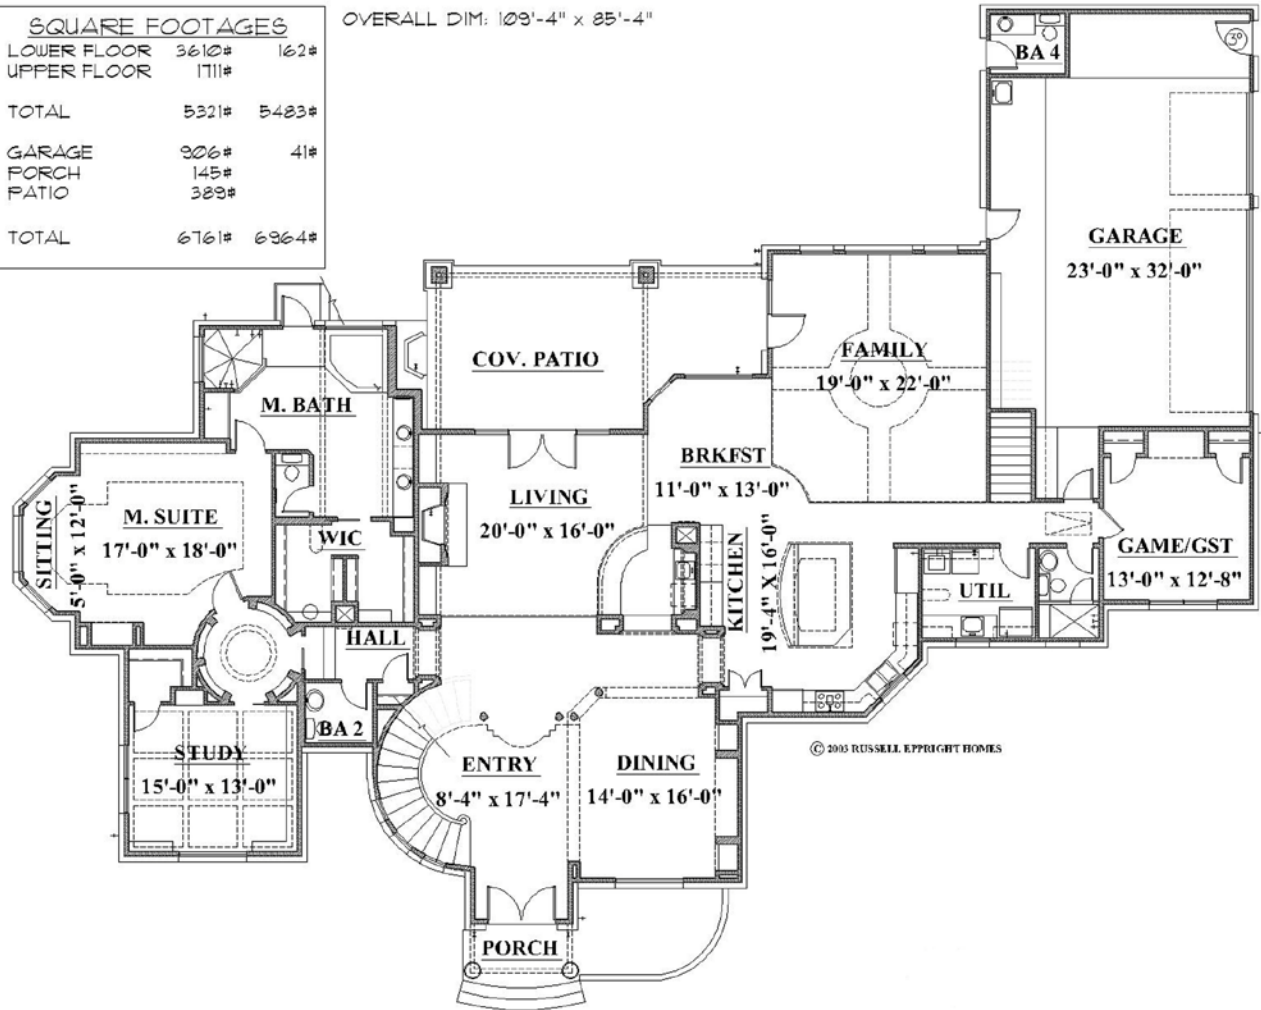 SQUARE FOOTAGES
LOWER FLOOR 3610# 162#
UPPER FLOOR 1711#
TOTAL 5321# 5483#
GARAGE 906# 41#
PORCH 145#
PATIO 389#
TOTAL 6761# 6964#
OVERALL DIM: 109'-4" x 85'-4"
BA 4
3⁰
GARAGE
23'-0" x 32'-0"
COV. PATIO
FAMILY
19'-0" x 22'-0"
M. BATH
BRKFST
11'-0" x 13'-0"
LIVING
20'-0" x 16'-0"
SITTING
5'-0" x 12'-0"
M. SUITE
17'-0" x 18'-0"
WIC
KITCHEN
19'-4" X 16'-0"
GAME/GST
13'-0" x 12'-8"
UTIL
HALL
BA 2
STUDY
15'-0" x 13'-0"
ENTRY
8'-4" x 17'-4"
DINING
14'-0" x 16'-0"
© 2003 RUSSELL EPPRIGHT HOMES
PORCH